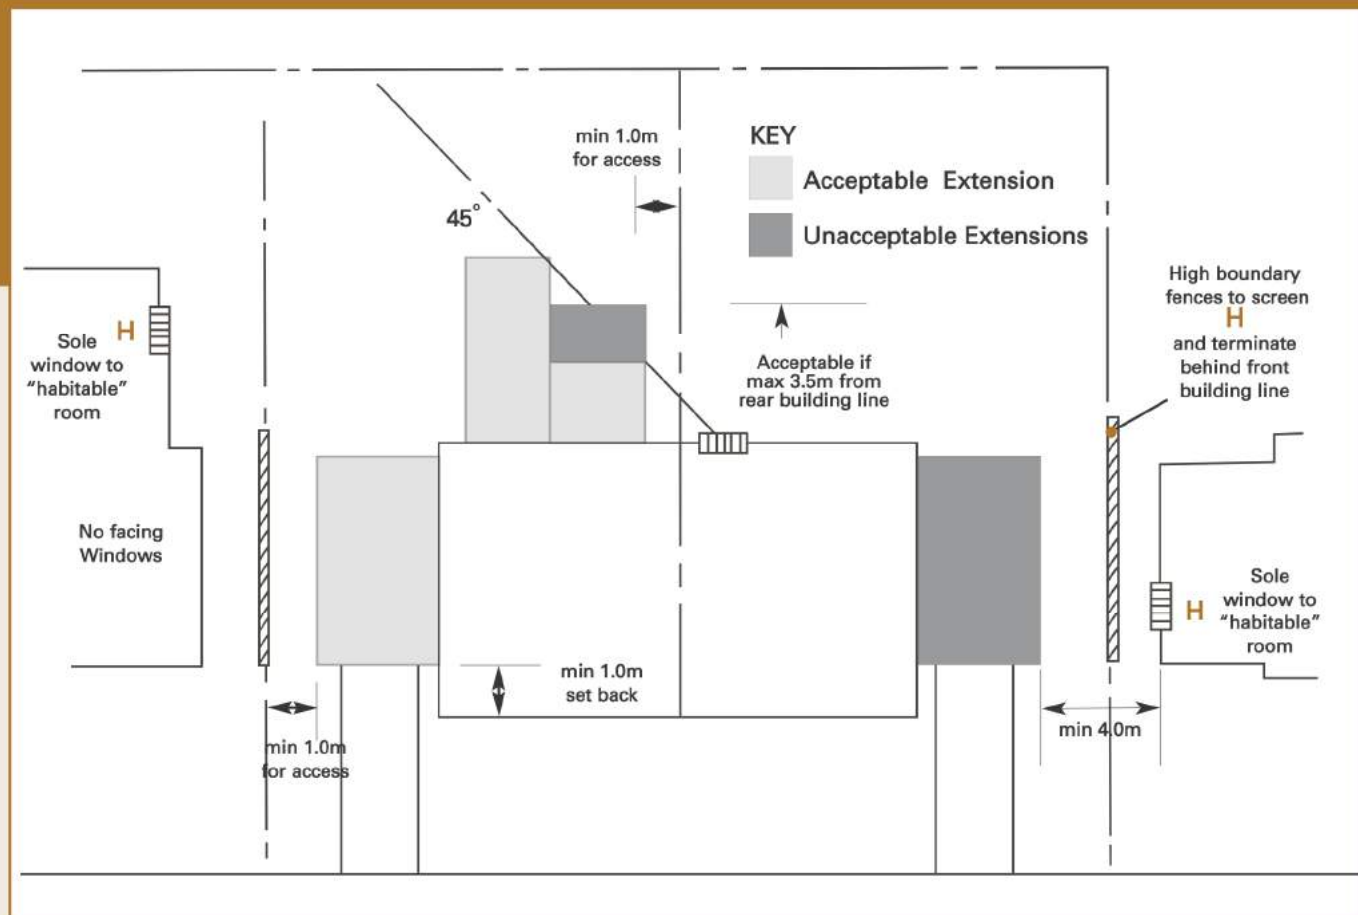 min 1.0m
for access
KEY
Acceptable Extension
Unacceptable Extensions
45°
High boundary
fences to screen
H
and terminate
behind front
building line
H
Sole
window to
“habitable”
room
Acceptable if
max 3.5m from
rear building line
No facing
Windows
Sole
window to
“habitable”
room
H
min 1.0m
set back
min 4.0m
min 1.0m
for access